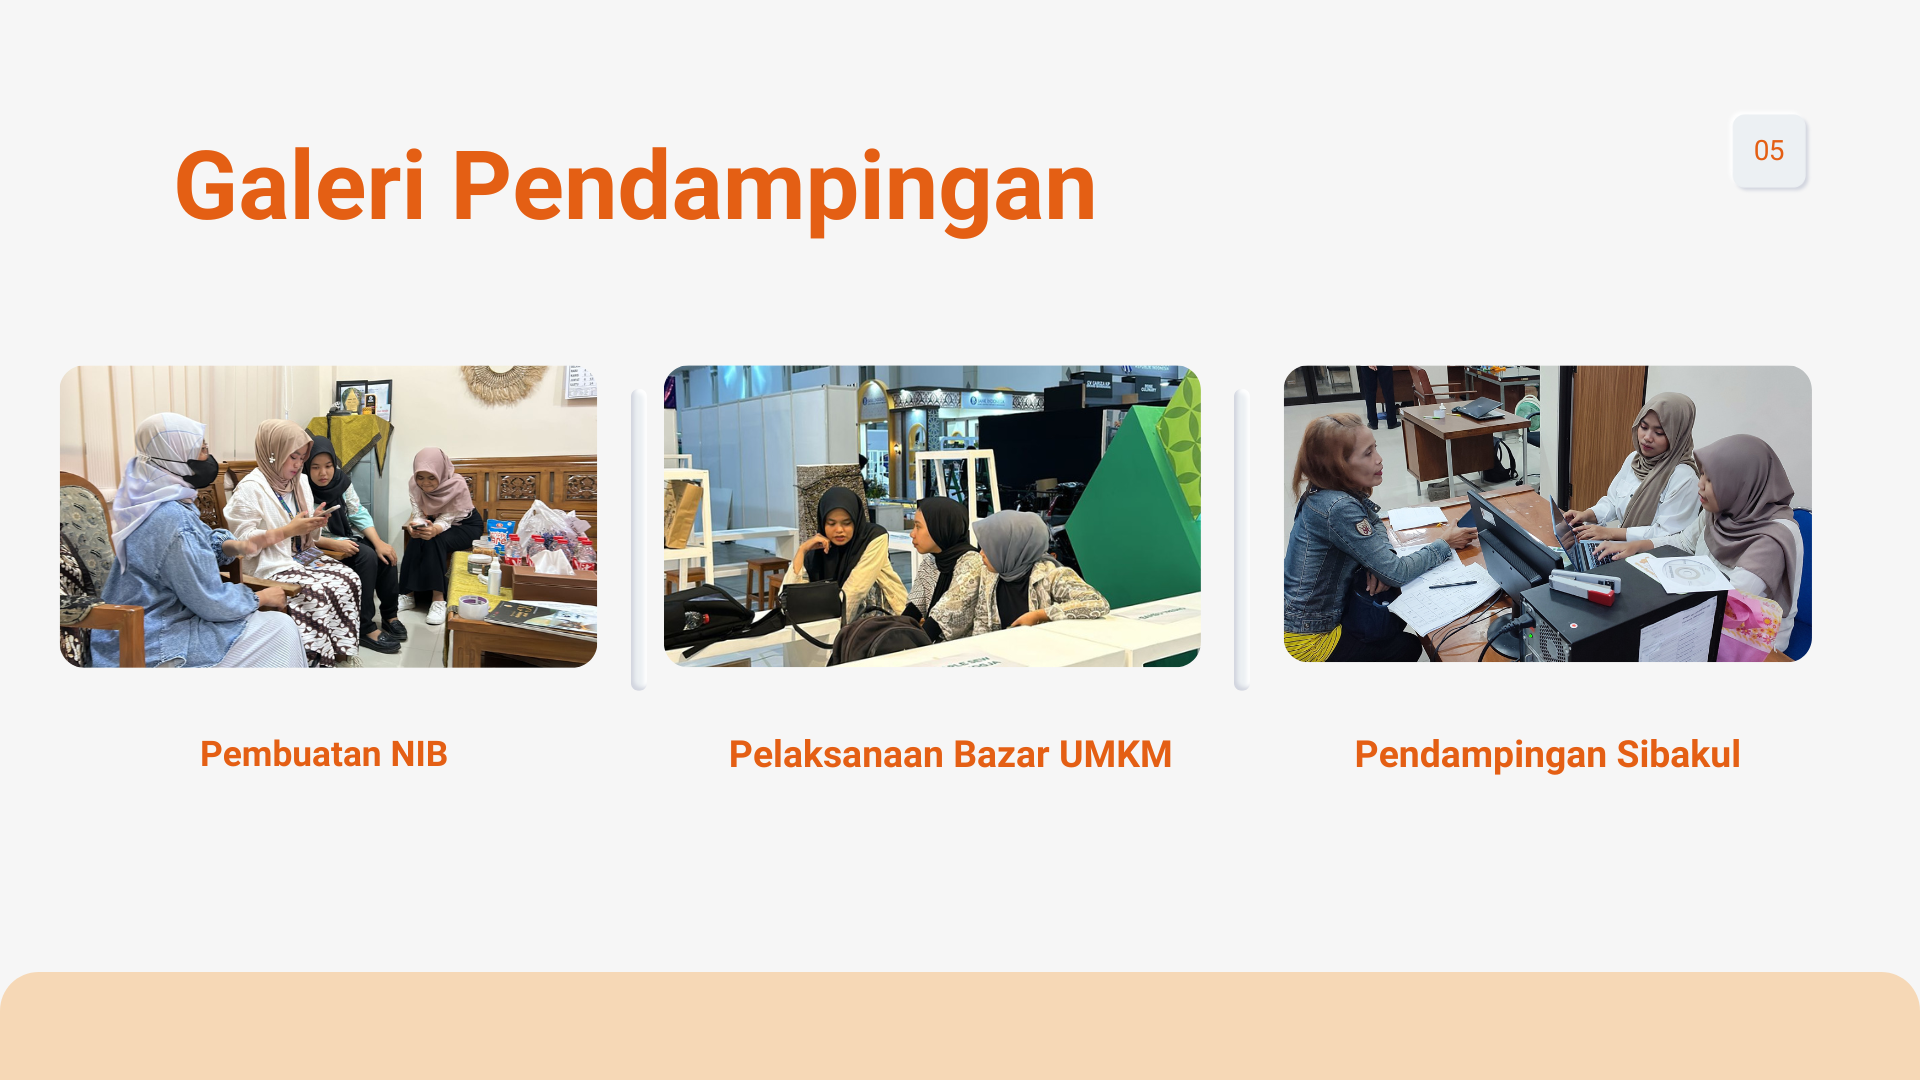 Galeri Pendampingan
05
Pembuatan NIB
Pelaksanaan Bazar UMKM
Pendampingan Sibakul